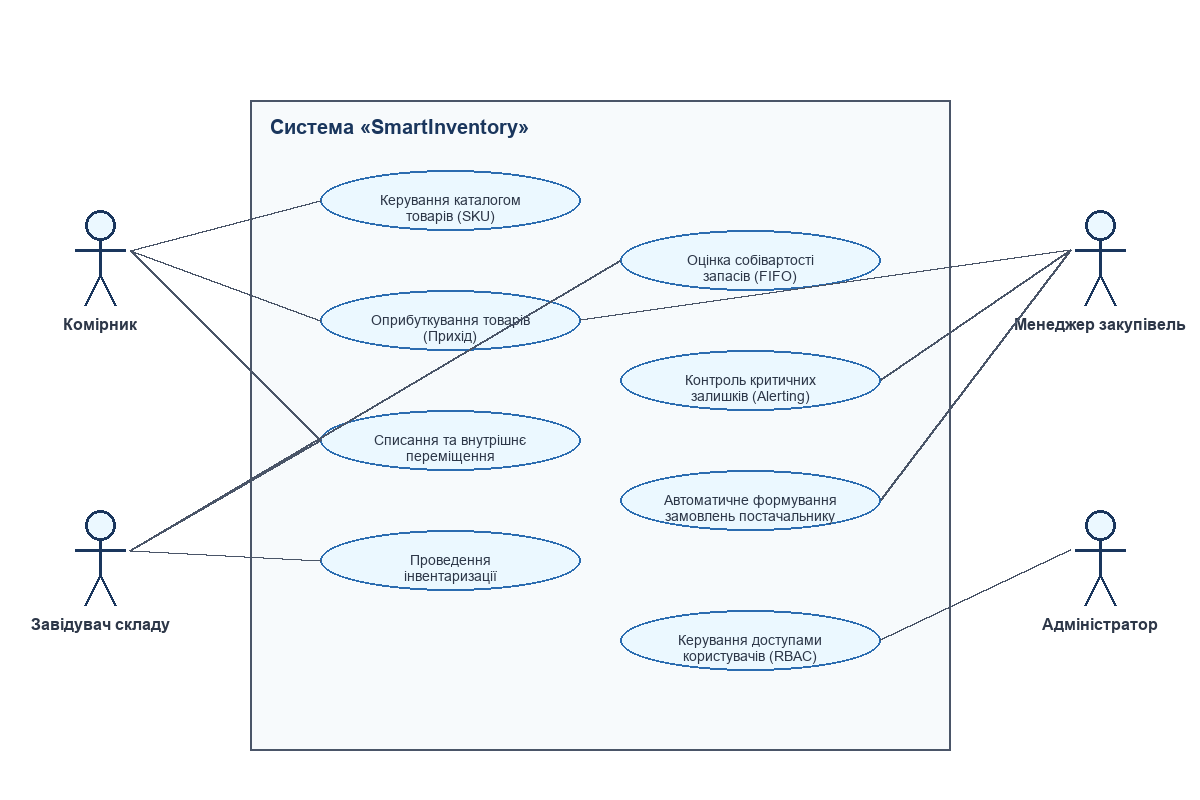 Система «SmartInventory»
Керування каталогом
товарів (SKU)
Оцінка собівартості
запасів (FIFO)
Оприбуткування товарів
(Прихід)
Комірник
Менеджер закупівель
Контроль критичних
залишків (Alerting)
Списання та внутрішнє
переміщення
Автоматичне формування
замовлень постачальнику
Проведення
інвентаризації
Завідувач складу
Адміністратор
Керування доступами
користувачів (RBAC)